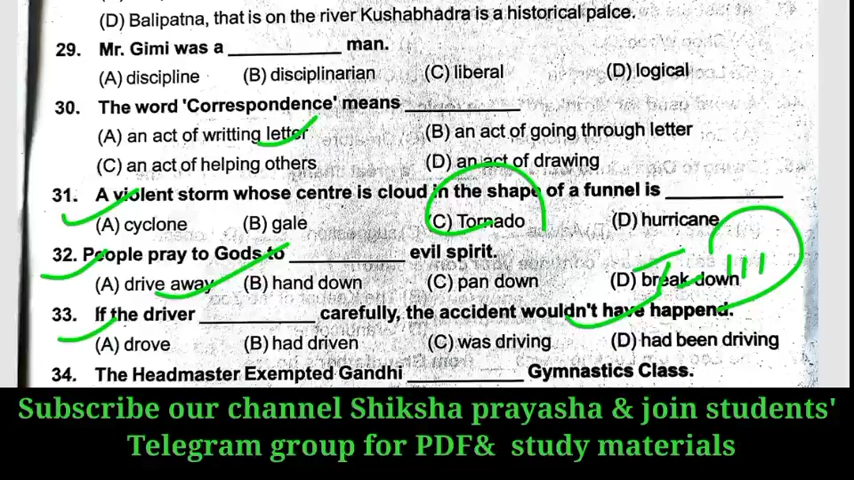 (D) Balipatna, that is on the river Kushabhadra is a historical palce.
29. Mr. Gimi was a __________ man.
(A) discipline (B) disciplinarian (C) liberal (D) logical
30. The word 'Correspondence' means __________
(A) an act of writting letter (B) an act of going through letter
(C) an act of helping others (D) an act of drawing
31. A violent storm whose centre is cloud in the shape of a funnel is __________
(A) cyclone (B) gale (C) Tornado (D) hurricane
32. People pray to Gods to __________ evil spirit.
(A) drive away (B) hand down (C) pan down (D) break down
33. If the driver __________ carefully, the accident wouldn't have happend.
(A) drove (B) had driven (C) was driving (D) had been driving
34. The Headmaster Exempted Gandhi __________ Gymnastics Class.
Subscribe our channel Shiksha prayasha & join students'
Telegram group for PDF& study materials